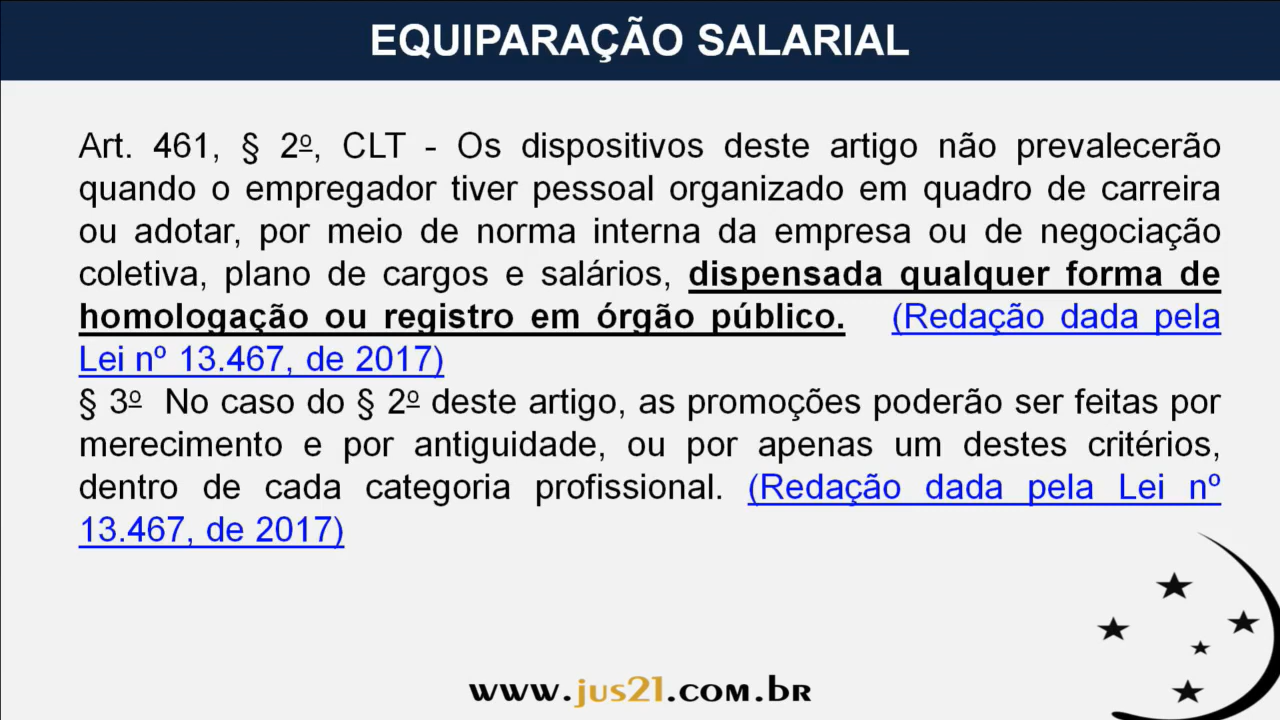 EQUIPARAÇÃO SALARIAL
Art. 461, § 2º, CLT - Os dispositivos deste artigo não prevalecerão
quando o empregador tiver pessoal organizado em quadro de carreira
ou adotar, por meio de norma interna da empresa ou de negociação
coletiva, plano de cargos e salários, dispensada qualquer forma de
homologação ou registro em órgão público. (Redação dada pela
Lei nº 13.467, de 2017)
§ 3º No caso do § 2º deste artigo, as promoções poderão ser feitas por
merecimento e por antiguidade, ou por apenas um destes critérios,
dentro de cada categoria profissional. (Redação dada pela Lei nº
13.467, de 2017)
www.jus21.com.br